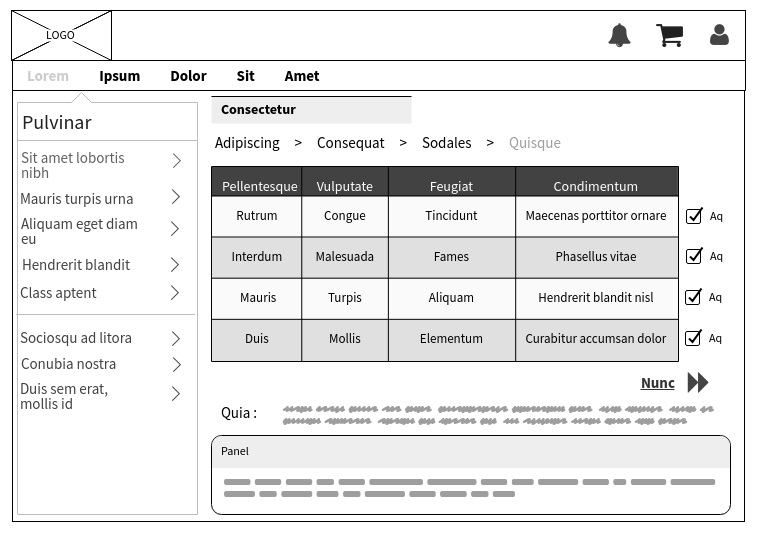 LOGO
Lorem Ipsum Dolor Sit Amet
Pulvinar
Sit amet lobortis
nibh
Mauris turpis urna
Aliquam eget diam
eu
Hendrerit blandit
Class aptent
Sociosqu ad litora
Conubia nostra
Duis sem erat,
mollis id
Consectetur
Adipiscing > Consequat > Sodales > Quisque
Pellentesque Vulputate Feugiat Condimentum
Rutrum Congue Tincidunt Maecenas porttitor ornare Aq
Interdum Malesuada Fames Phasellus vitae Aq
Mauris Turpis Aliquam Hendrerit blandit nisl Aq
Duis Mollis Elementum Curabitur accumsan dolor Aq
Nunc
Quia :
Panel